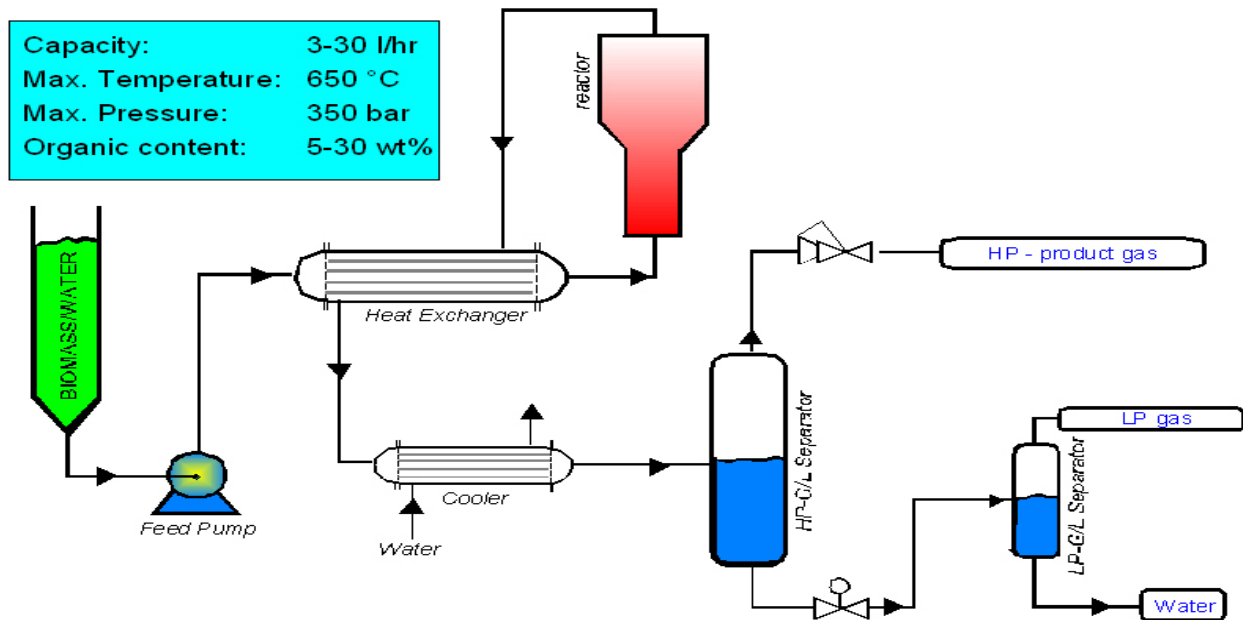 Capacity: 3-30 l/hr
Max. Temperature: 650 °C
Max. Pressure: 350 bar
Organic content: 5-30 wt%
reactor
BIOMASS/WATER
HP - product gas
Heat Exchanger
HP-G/L Separator
LP gas
LP-G/L Separator
Cooler
Feed Pump
Water
Water